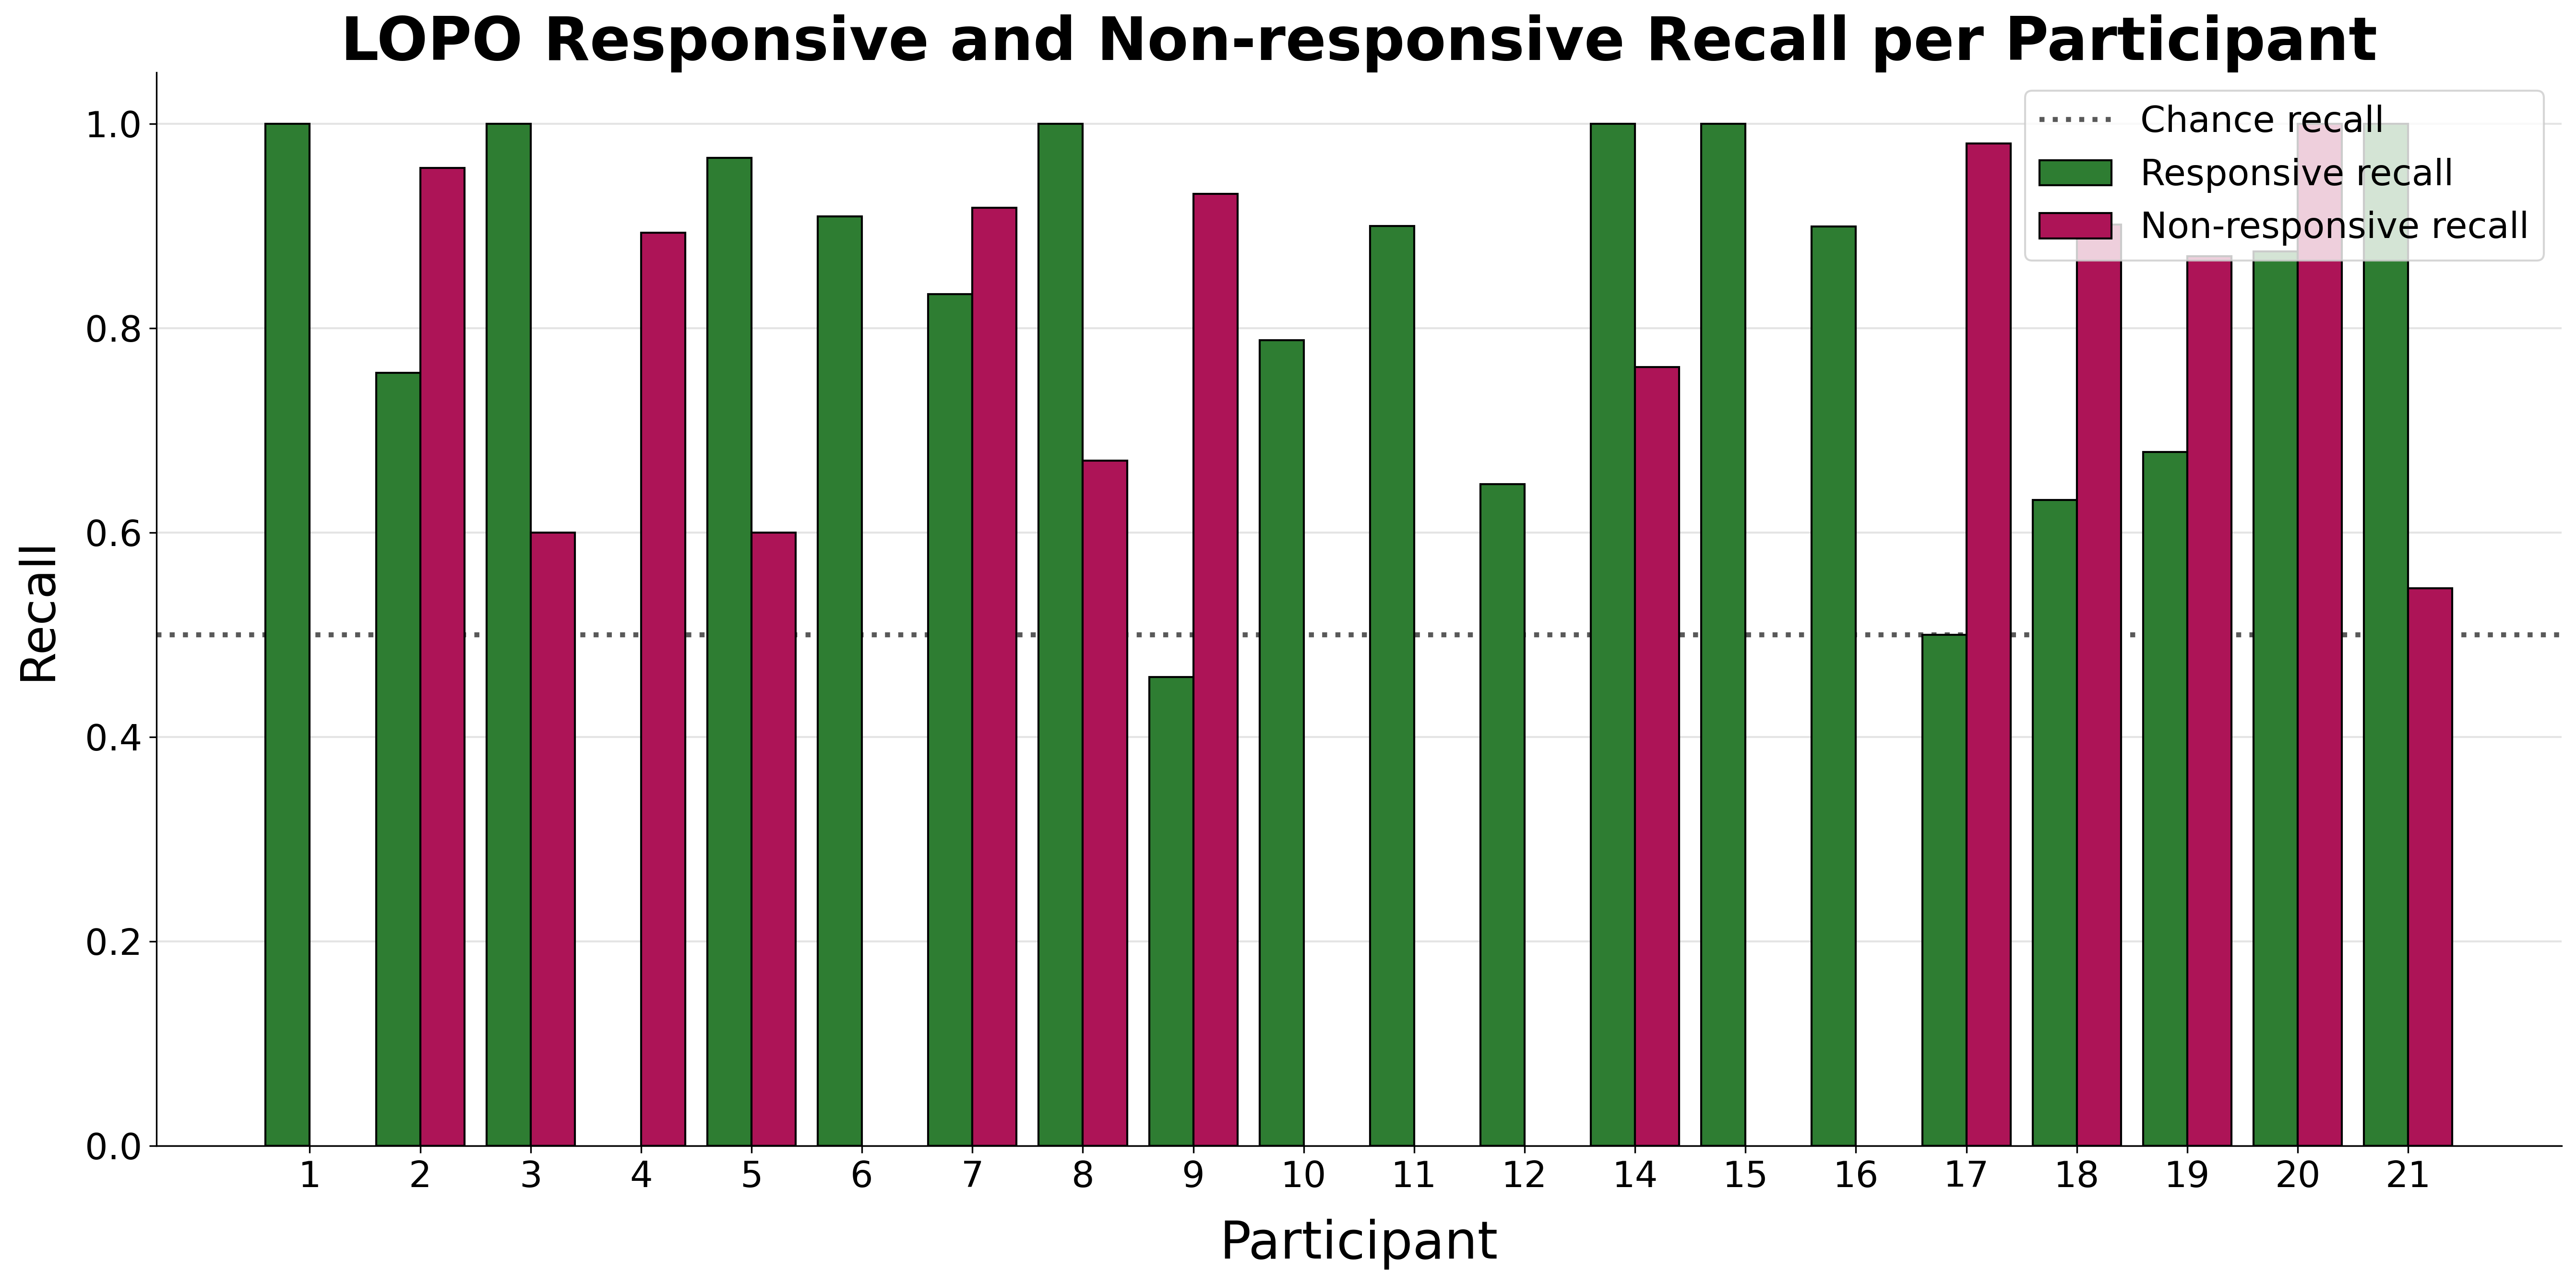 LOPO Responsive and Non-responsive Recall per Participant
Chance recall
Responsive recall
Non-responsive recall
Recall
1.0
0.8
0.6
0.4
0.2
0.0
1 2 3 4 5 6 7 8 9 10 11 12 14 15 16 17 18 19 20 21
Participant